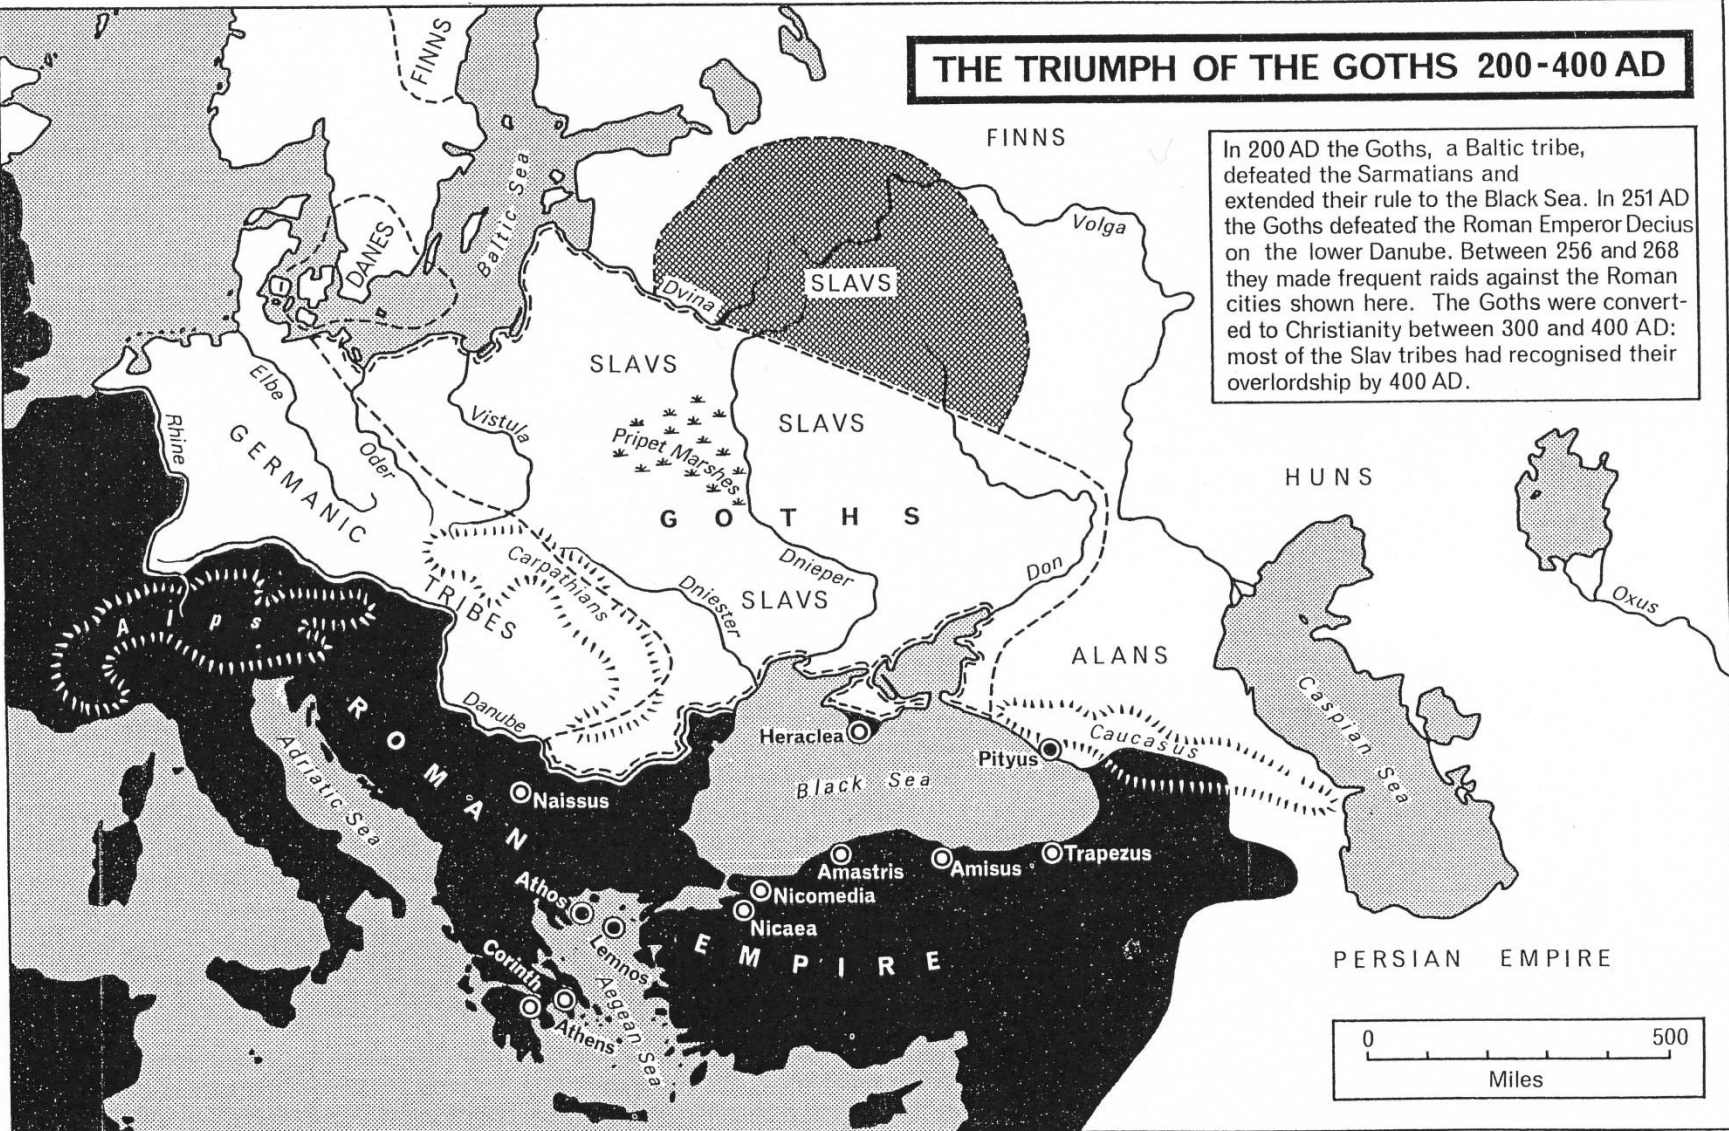 THE TRIUMPH OF THE GOTHS 200-400 AD
In 200 AD the Goths, a Baltic tribe,
defeated the Sarmatians and
extended their rule to the Black Sea. In 251 AD
the Goths defeated the Roman Emperor Decius
on the lower Danube. Between 256 and 268
they made frequent raids against the Roman
cities shown here. The Goths were convert-
ed to Christianity between 300 and 400 AD:
most of the Slav tribes had recognised their
overlordship by 400 AD.
FINNS
FINNS
Baltic Sea
DANES
Volga
SLAVS
Dvina
SLAVS
Elbe
Rhine
Vistula
Oder
SLAVS
Pripet Marshes
GERMANIC
TRIBES
HUNS
GOTHS
Carpathians
Dnieper
Don
Dniester
SLAVS
Oxus
Alps
ALANS
Danube
Caspian Sea
ROMAN
EMPIRE
Adriatic Sea
Heraclea
Caucasus
Pityus
Black Sea
Naissus
Trapezus
Amastris
Amisus
Athos
Nicomedia
Nicaea
Lemnos
Corinth
Athens
Aegean Sea
PERSIAN EMPIRE
0 500
Miles